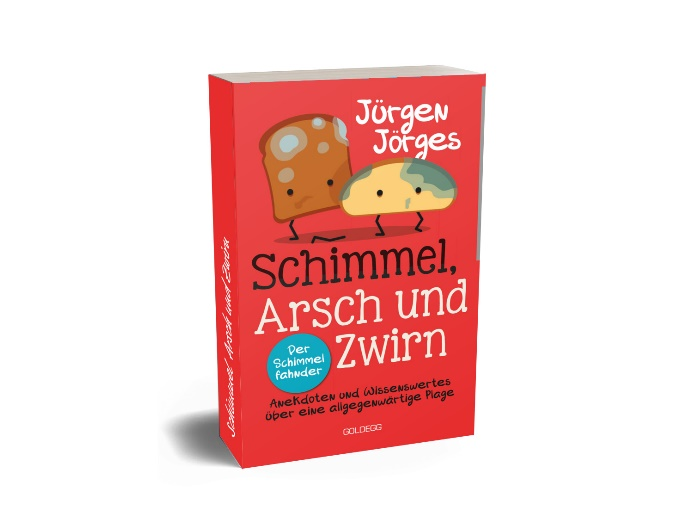 Jürgen
Jörges
Schimmel,
Arsch und
Zwirn
Der
Schimmel
fahnder
Anekdoten und Wissenswertes
über eine allgegenwärtige Plage
GOLDEGG
Schimmel, Arsch und Zwirn